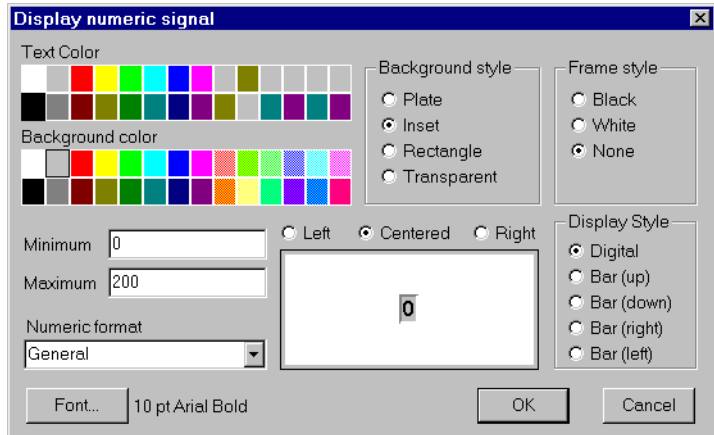 Display numeric signal
Text Color
Background color
Background style
Plate
Inset
Rectangle
Transparent
Frame style
Black
White
None
Minimum 0
Maximum 200
Numeric format
General
Left Centered Right
0
Display Style
Digital
Bar (up)
Bar (down)
Bar (right)
Bar (left)
Font... 10 pt Arial Bold
OK Cancel